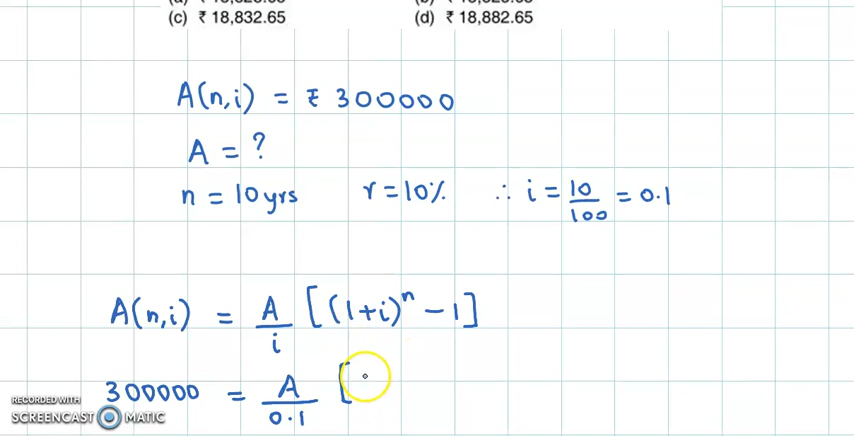 (c) ₹ 18,832.65 (d) ₹ 18,882.65
A(n,i) = ₹ 300000
A = ?
n = 10 yrs r = 10% ∴ i = 10/100 = 0.1
A(n,i) = A/i [(1+i)^n - 1]
300000 = A/0.1 [
RECORDED WITH
SCREENCAST MATIC